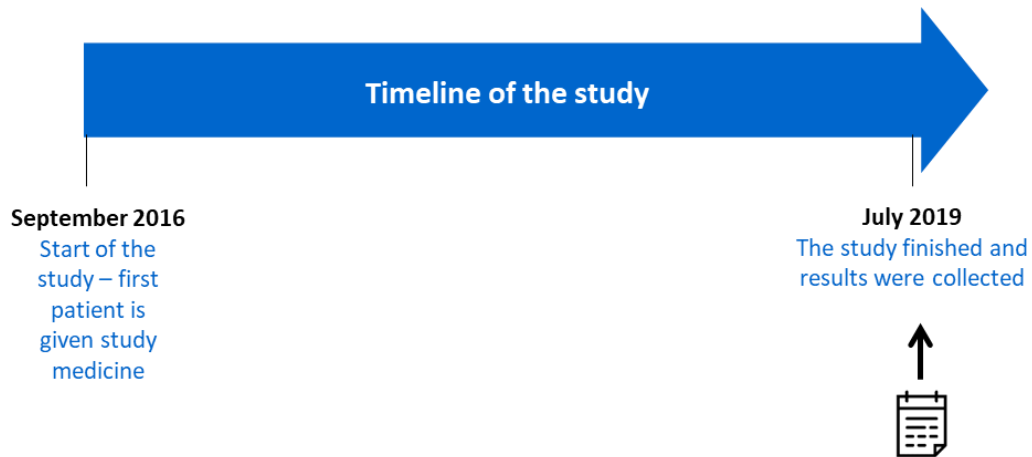 Timeline of the study
September 2016
Start of the
study – first
patient is
given study
medicine
July 2019
The study finished and
results were collected